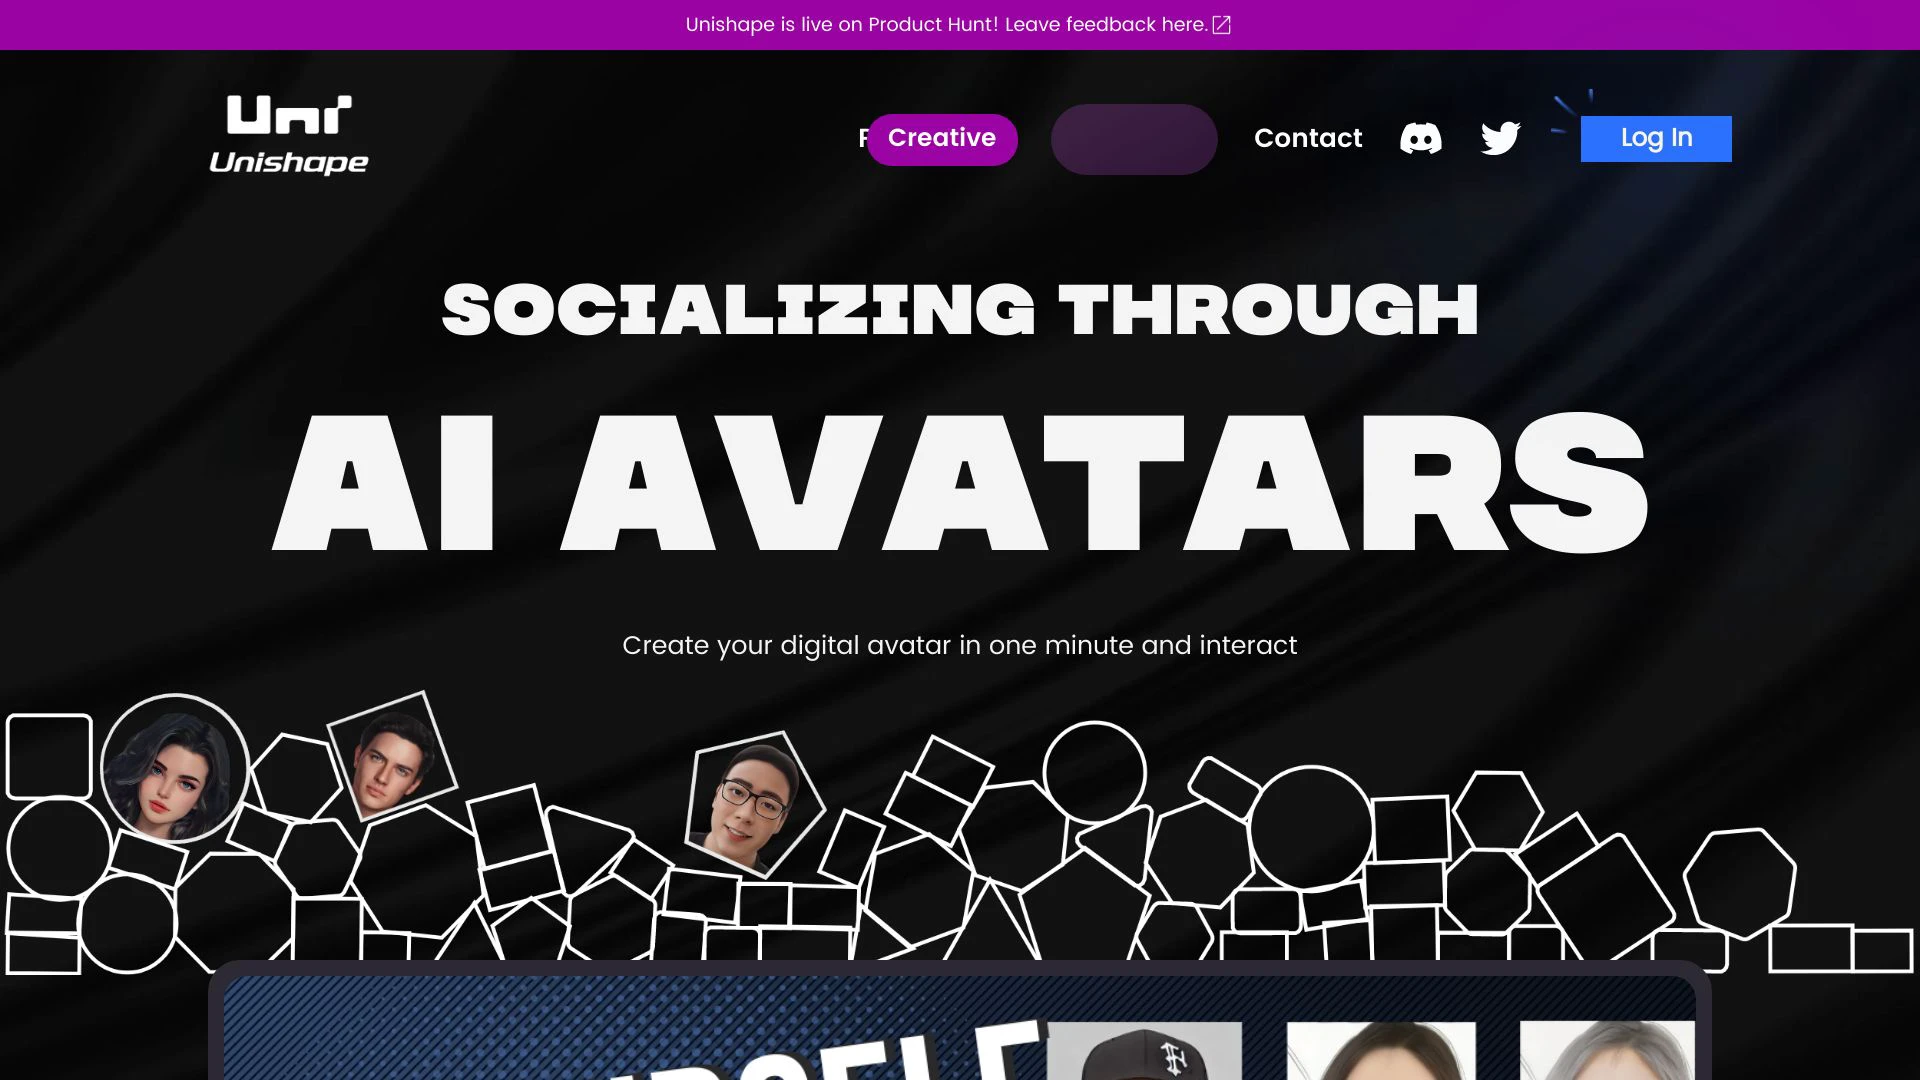 Unishape is live on Product Hunt! Leave feedback here.
Uni
Unishape
Creative
Contact
Log In
SOCIALIZING THROUGH
AI AVATARS
Create your digital avatar in one minute and interact